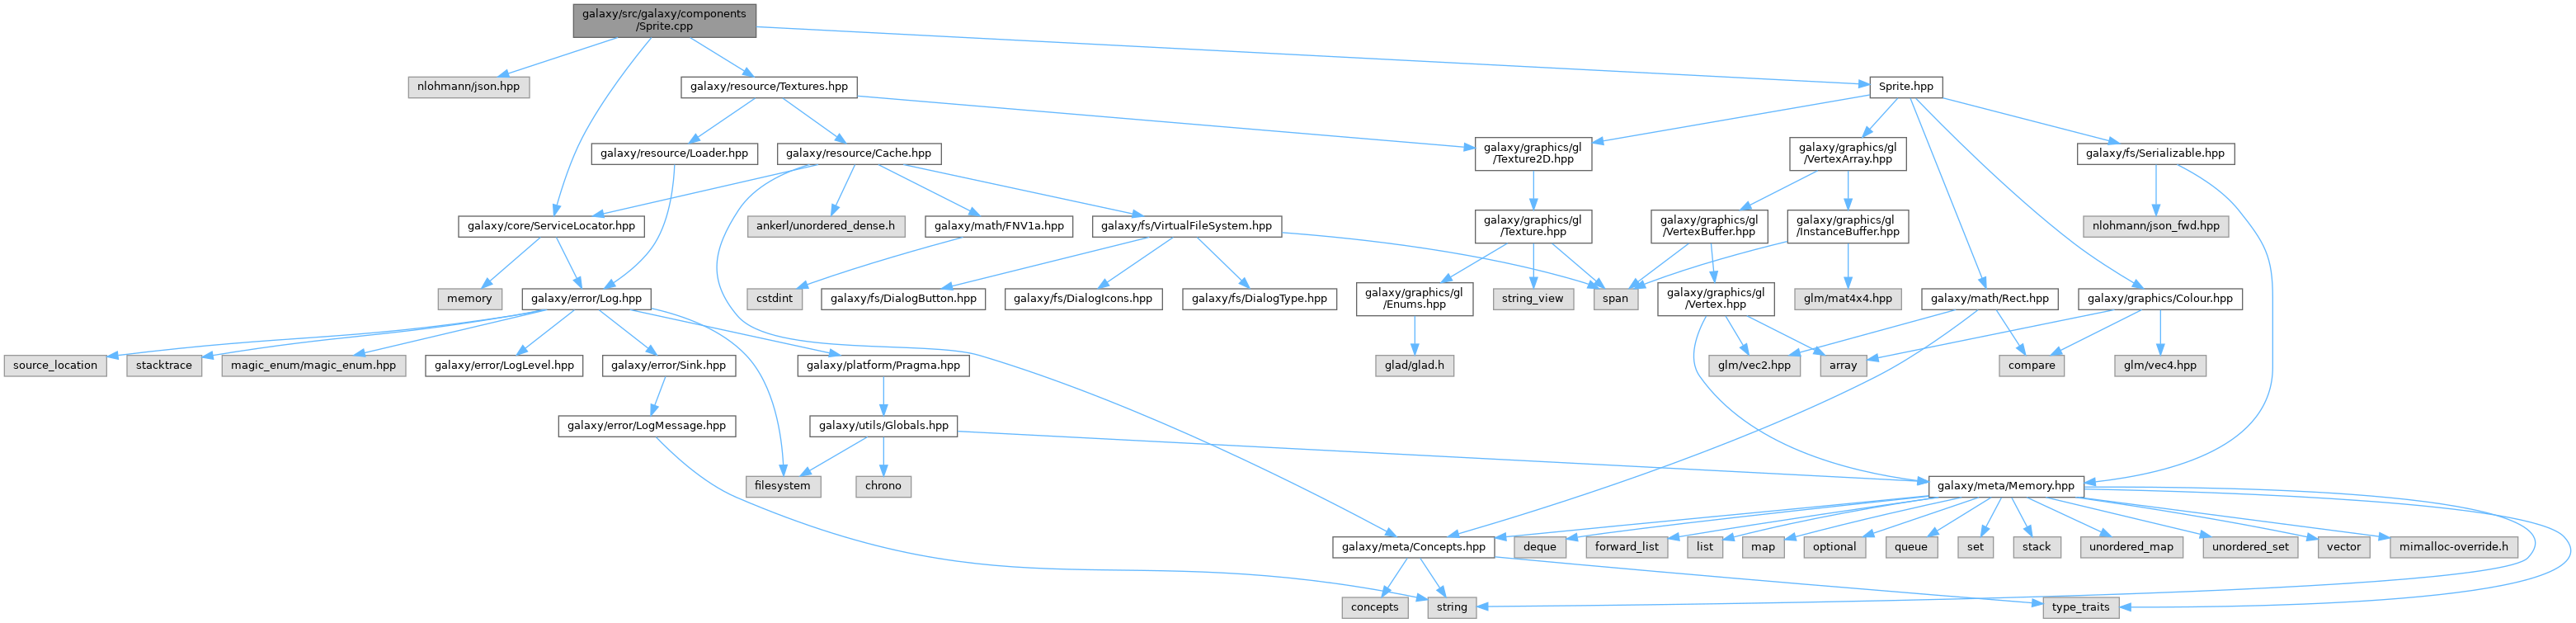 galaxy/src/galaxy/components
/Sprite.cpp
nlohmann/json.hpp
galaxy/resource/Textures.hpp
Sprite.hpp
galaxy/resource/Loader.hpp
galaxy/resource/Cache.hpp
galaxy/graphics/gl
/Texture2D.hpp
galaxy/graphics/gl
/VertexArray.hpp
galaxy/fs/Serializable.hpp
galaxy/core/ServiceLocator.hpp
ankerl/unordered_dense.h
galaxy/math/FNV1a.hpp
galaxy/fs/VirtualFileSystem.hpp
galaxy/graphics/gl
/Texture.hpp
galaxy/graphics/gl
/VertexBuffer.hpp
galaxy/graphics/gl
/InstanceBuffer.hpp
nlohmann/json_fwd.hpp
memory
galaxy/error/Log.hpp
cstdint
galaxy/fs/DialogButton.hpp
galaxy/fs/DialogIcons.hpp
galaxy/fs/DialogType.hpp
galaxy/graphics/gl
/Enums.hpp
string_view
span
galaxy/graphics/gl
/Vertex.hpp
glm/mat4x4.hpp
galaxy/math/Rect.hpp
galaxy/graphics/Colour.hpp
source_location
stacktrace
magic_enum/magic_enum.hpp
galaxy/error/LogLevel.hpp
galaxy/error/Sink.hpp
galaxy/platform/Pragma.hpp
glad/glad.h
glm/vec2.hpp
array
compare
glm/vec4.hpp
galaxy/error/LogMessage.hpp
galaxy/utils/Globals.hpp
filesystem
chrono
galaxy/meta/Memory.hpp
galaxy/meta/Concepts.hpp
deque
forward_list
list
map
optional
queue
set
stack
unordered_map
unordered_set
vector
mimalloc-override.h
concepts
string
type_traits